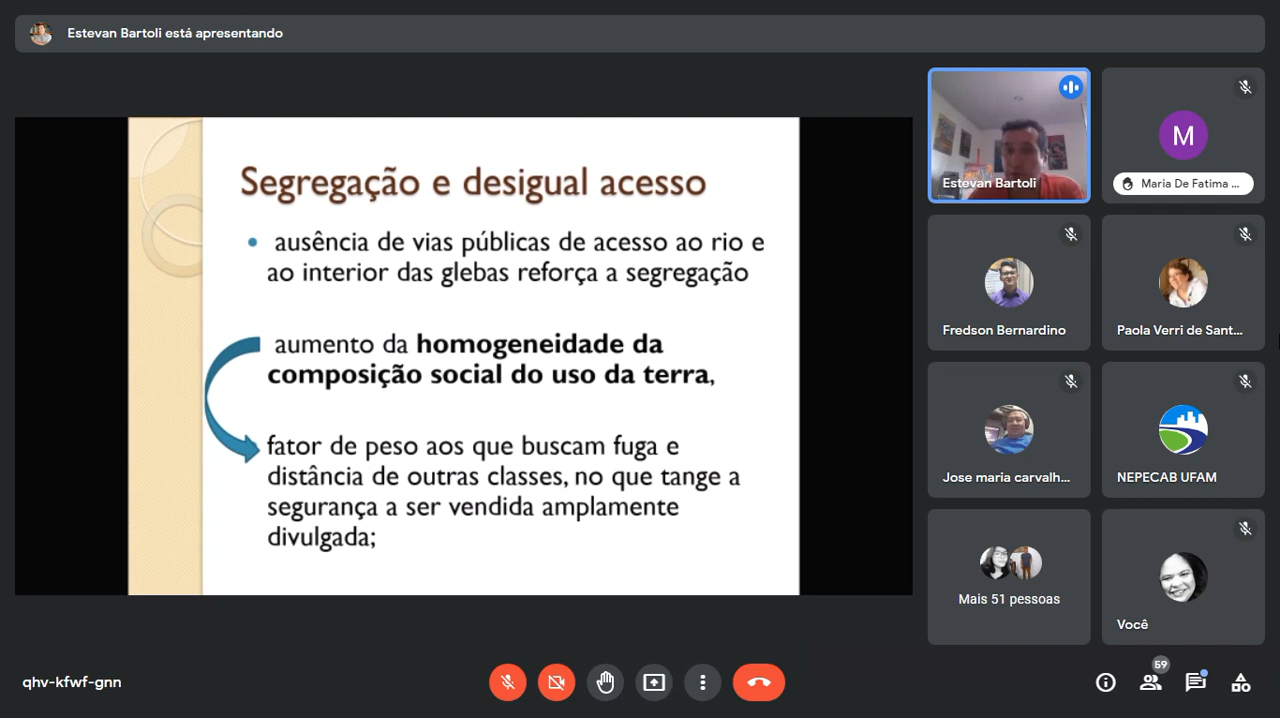 Estevan Bartoli está apresentando
Segregação e desigual acesso
• ausência de vias públicas de acesso ao rio e
ao interior das glebas reforça a segregação
aumento da homogeneidade da
composição social do uso da terra,
fator de peso aos que buscam fuga e
distância de outras classes, no que tange a
segurança a ser vendida amplamente
divulgada;
Estevan Bartoli
M
Maria De Fatima ...
Fredson Bernardino
Paola Verri de Sant...
Jose maria carvalh...
NEPECAB UFAM
Mais 51 pessoas
Você
qhv-kfwf-gnn
59